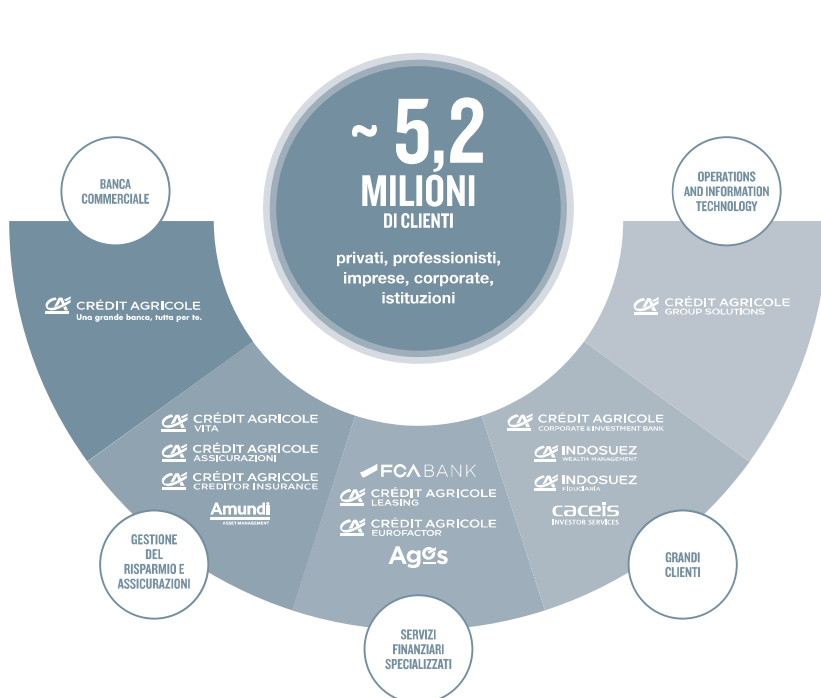 ~ 5,2
MILIONI
DI CLIENTI
privati, professionisti,
imprese, corporate,
istituzioni
BANCA
COMMERCIALE
CRÉDIT AGRICOLE
Una grande banca, tutta per te.
CRÉDIT AGRICOLE
VITA
CRÉDIT AGRICOLE
ASSICURAZIONI
CRÉDIT AGRICOLE
CREDITOR INSURANCE
Amundi
ASSET MANAGEMENT
GESTIONE
DEL
RISPARMIO E
ASSICURAZIONI
FCA BANK
CRÉDIT AGRICOLE
LEASING
CRÉDIT AGRICOLE
EUROFACTOR
Agos
SERVIZI
FINANZIARI
SPECIALIZZATI
CRÉDIT AGRICOLE
CORPORATE & INVESTMENT BANK
INDOSUEZ
WEALTH MANAGEMENT
INDOSUEZ
FIDUCIARIA
caceis
INVESTOR SERVICES
GRANDI
CLIENTI
OPERATIONS
AND INFORMATION
TECHNOLOGY
CRÉDIT AGRICOLE
GROUP SOLUTIONS